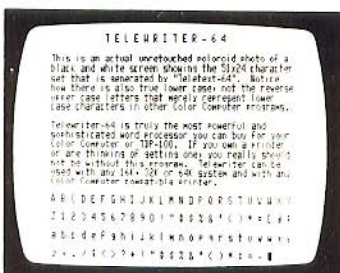 TELEWRITER-64
This is an actual unretouched poloroid photo of a
black and white screen showing the 51x24 character
set that is generated by "Teletext-64". Notice
how there is also true lower case, not the reverse
upper case letters that merely represent lower
case characters in other Color Computer programs.
Telewriter-64 is truly the most powerful and
sophisticated word processor you can buy for your
Color Computer or TDP-100. If you own a printer
or are thinking of getting one, you really should
not be without this program. Telewriter can be
used with any 16K, 32K or 64K system and with any
Color Computer compatible printer.
A B C D E F G H I J K L M N O P Q R S T U V W X Y
1 2 3 4 5 6 7 8 9 0 ! " # $ % & ' ( ) * =
a b c d e f g h i j k l m n o p q r s t u v w x y